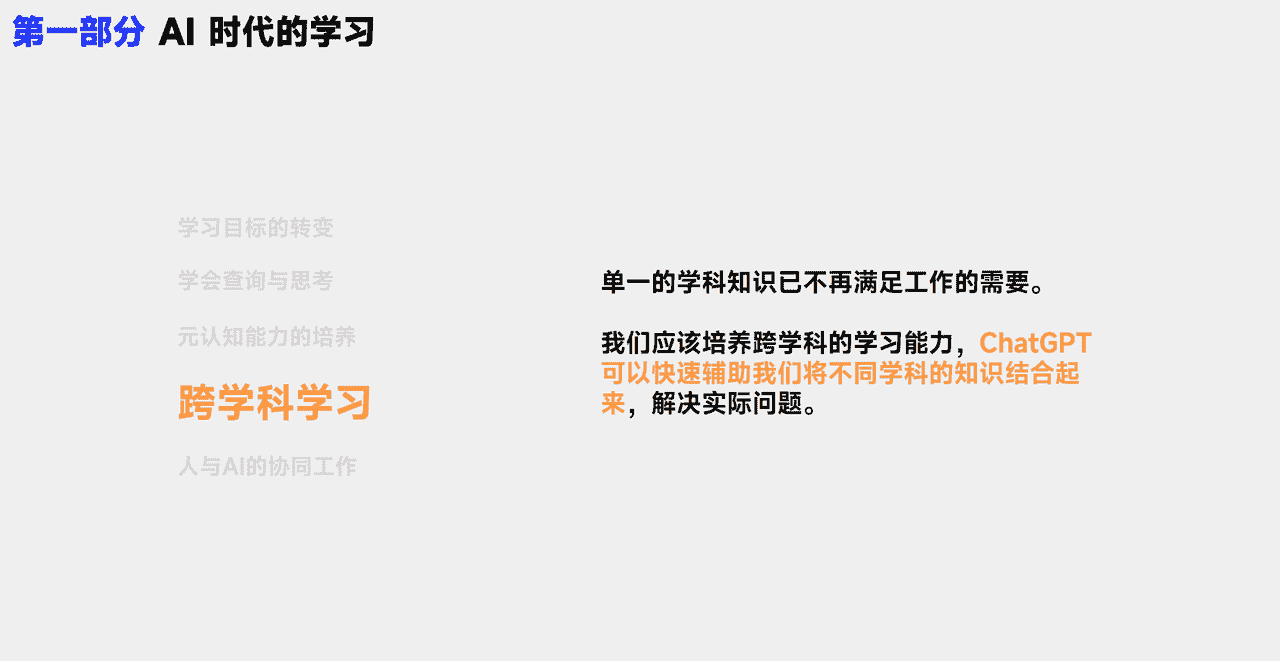 第一部分 AI 时代的学习
学习目标的转变
学会查询与思考
元认知能力的培养
跨学科学习
人与AI的协同工作
单一的学科知识已不再满足工作的需要。
我们应该培养跨学科的学习能力，ChatGPT
可以快速辅助我们将不同学科的知识结合起
来，解决实际问题。